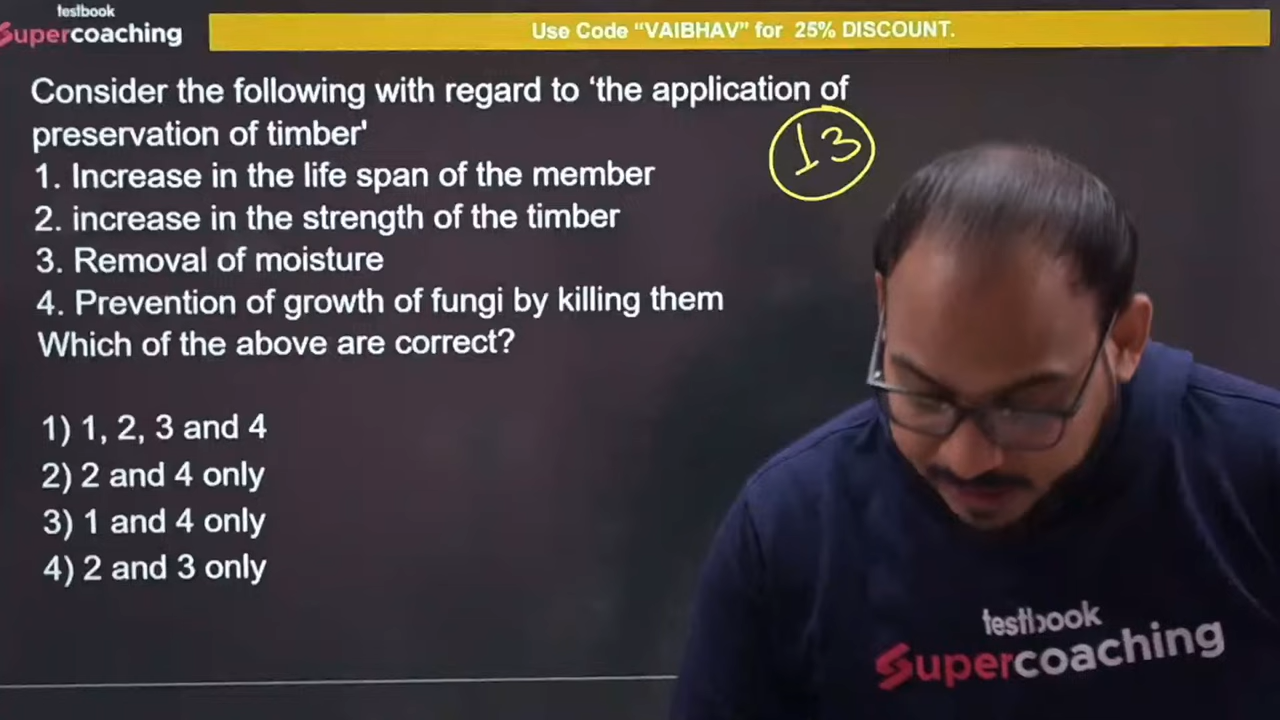 testbook
Supercoaching
Use Code “VAIBHAV” for 25% DISCOUNT.
Consider the following with regard to ‘the application of
preservation of timber'
13
1. Increase in the life span of the member
2. increase in the strength of the timber
3. Removal of moisture
4. Prevention of growth of fungi by killing them
Which of the above are correct?
1) 1, 2, 3 and 4
2) 2 and 4 only
3) 1 and 4 only
4) 2 and 3 only
testbook
Supercoaching